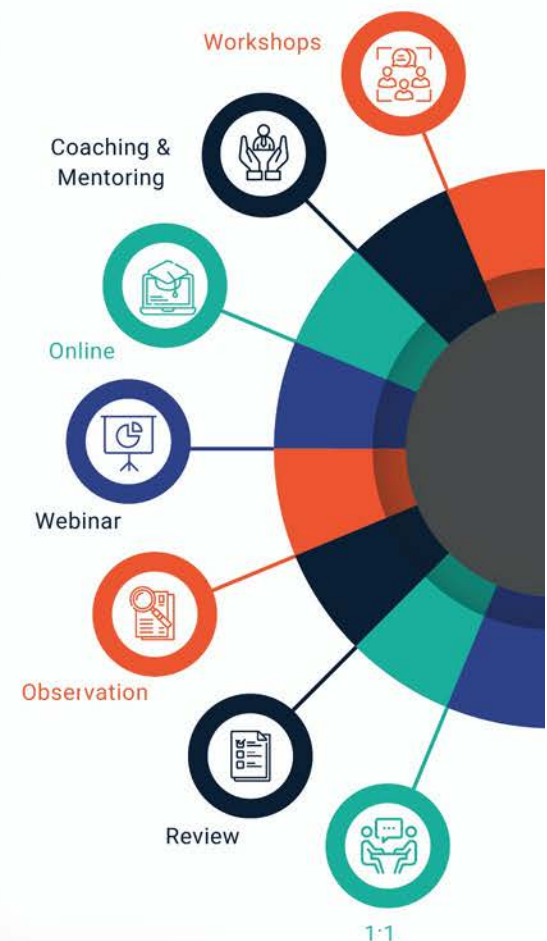 Workshops
Coaching &
Mentoring
Online
Webinar
Observation
Review
1:1